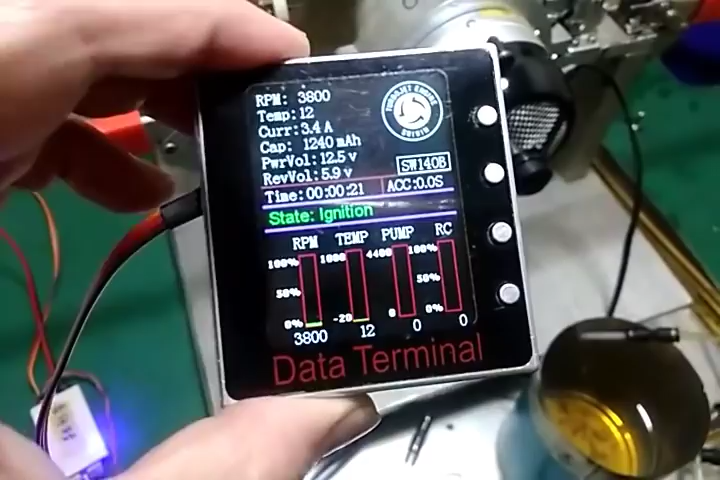 RPM: 3800
Temp: 12
Curr: 3.4 A
Cap: 1240 mAh
PwrVol: 12.5 v
RevVol: 5.9 v
TURBOJET ENGINE
SW140B
Time: 00:00:21
ACC:0.0S
State: Ignition
RPM TEMP PUMP RC
100% 1000 4400 100%
50% 50%
0% -20 0 0%
3800 12 0 0
Data Terminal